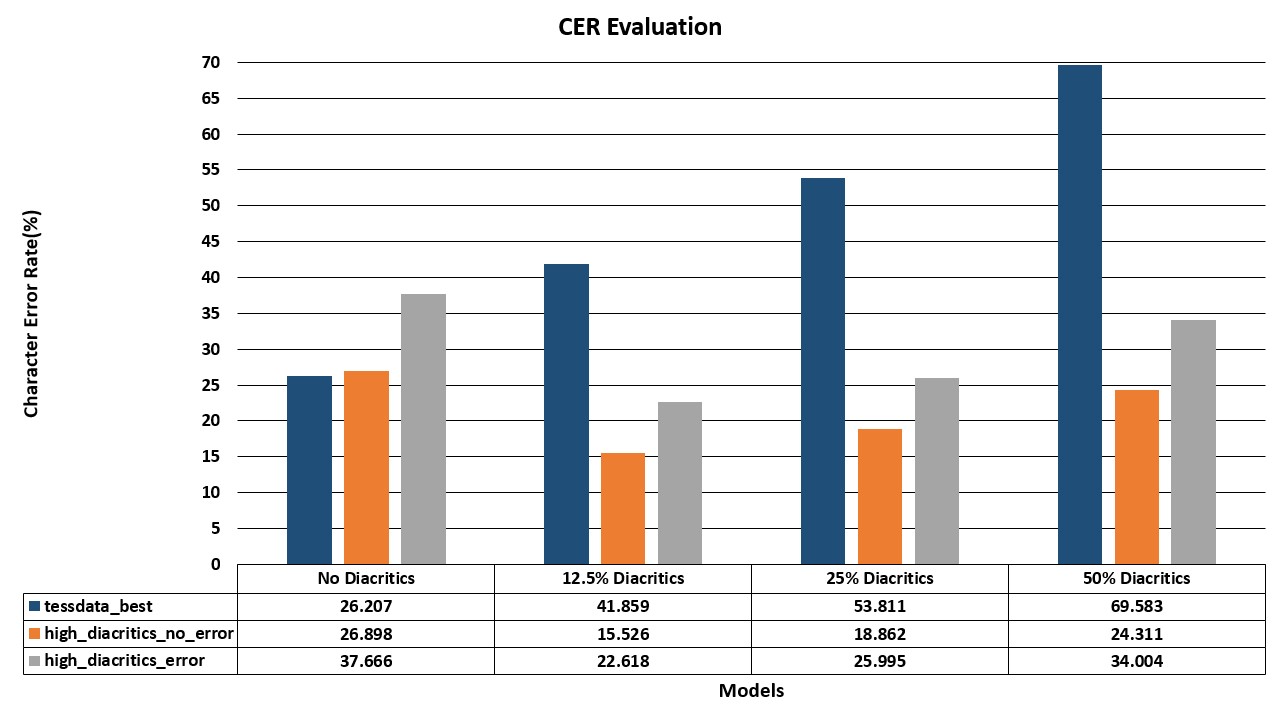 CER Evaluation
Character Error Rate(%)
70
65
60
55
50
45
40
35
30
25
20
15
10
5
0
No Diacritics 12.5% Diacritics 25% Diacritics 50% Diacritics
tessdata_best 26.207 41.859 53.811 69.583
high_diacritics_no_error 26.898 15.526 18.862 24.311
high_diacritics_error 37.666 22.618 25.995 34.004
Models